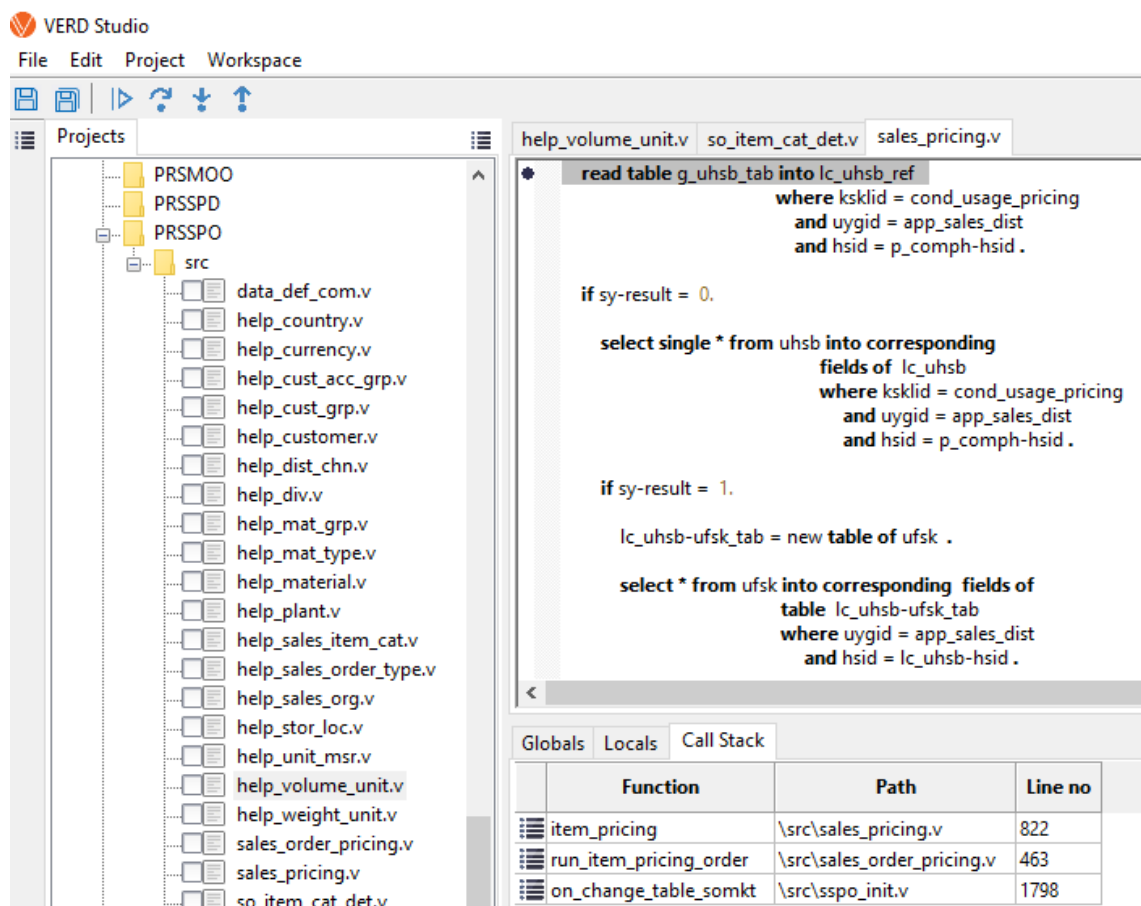 VERD Studio
File Edit Project Workspace
Projects
PRSMOO
PRSSPD
PRSSPO
src
data_def_com.v
help_country.v
help_currency.v
help_cust_acc_grp.v
help_cust_grp.v
help_customer.v
help_dist_chn.v
help_div.v
help_mat_grp.v
help_mat_type.v
help_material.v
help_plant.v
help_sales_item_cat.v
help_sales_order_type.v
help_sales_org.v
help_stor_loc.v
help_unit_msr.v
help_volume_unit.v
help_weight_unit.v
sales_order_pricing.v
sales_pricing.v
so_item_cat_det.v
help_volume_unit.v so_item_cat_det.v sales_pricing.v
read table g_uhsb_tab into lc_uhsb_ref
where ksklid = cond_usage_pricing
and uygid = app_sales_dist
and hsid = p_comph-hsid .
if sy-result = 0.
select single * from uhsb into corresponding
fields of lc_uhsb
where ksklid = cond_usage_pricing
and uygid = app_sales_dist
and hsid = p_comph-hsid .
if sy-result = 1.
lc_uhsb-ufsk_tab = new table of ufsk .
select * from ufsk into corresponding fields of
table lc_uhsb-ufsk_tab
where uygid = app_sales_dist
and hsid = lc_uhsb-hsid .
Globals Locals Call Stack
Function Path Line no
item_pricing \src\sales_pricing.v 822
run_item_pricing_order \src\sales_order_pricing.v 463
on_change_table_somkt \src\sspo_init.v 1798